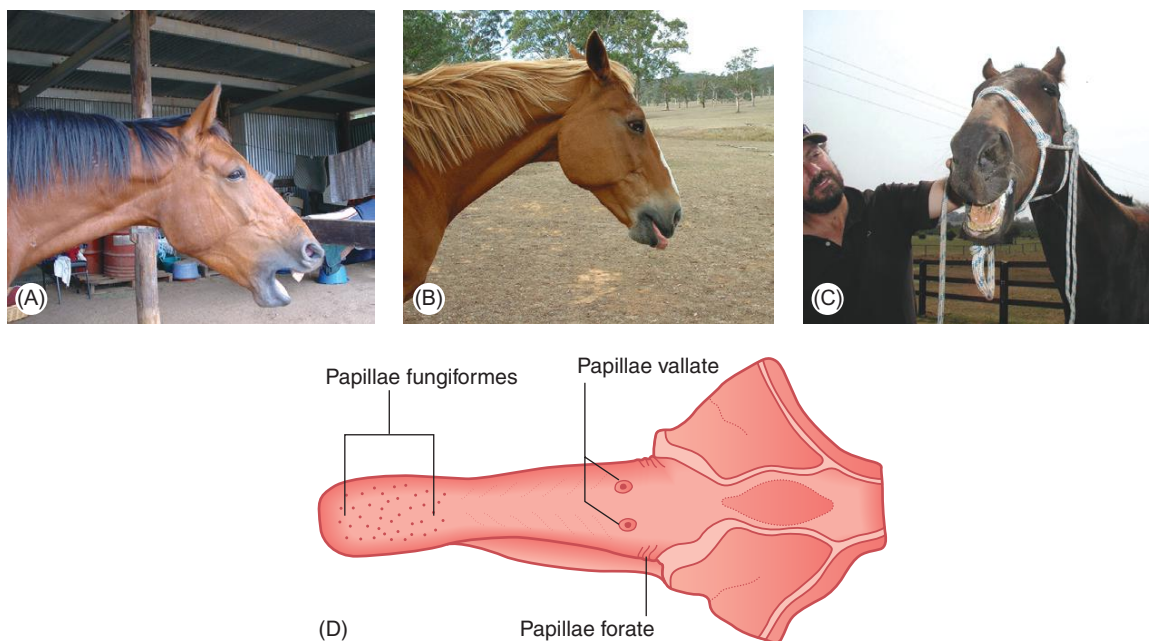 (A)
(B)
(C)
Papillae fungiformes
Papillae vallate
(D)
Papillae forate